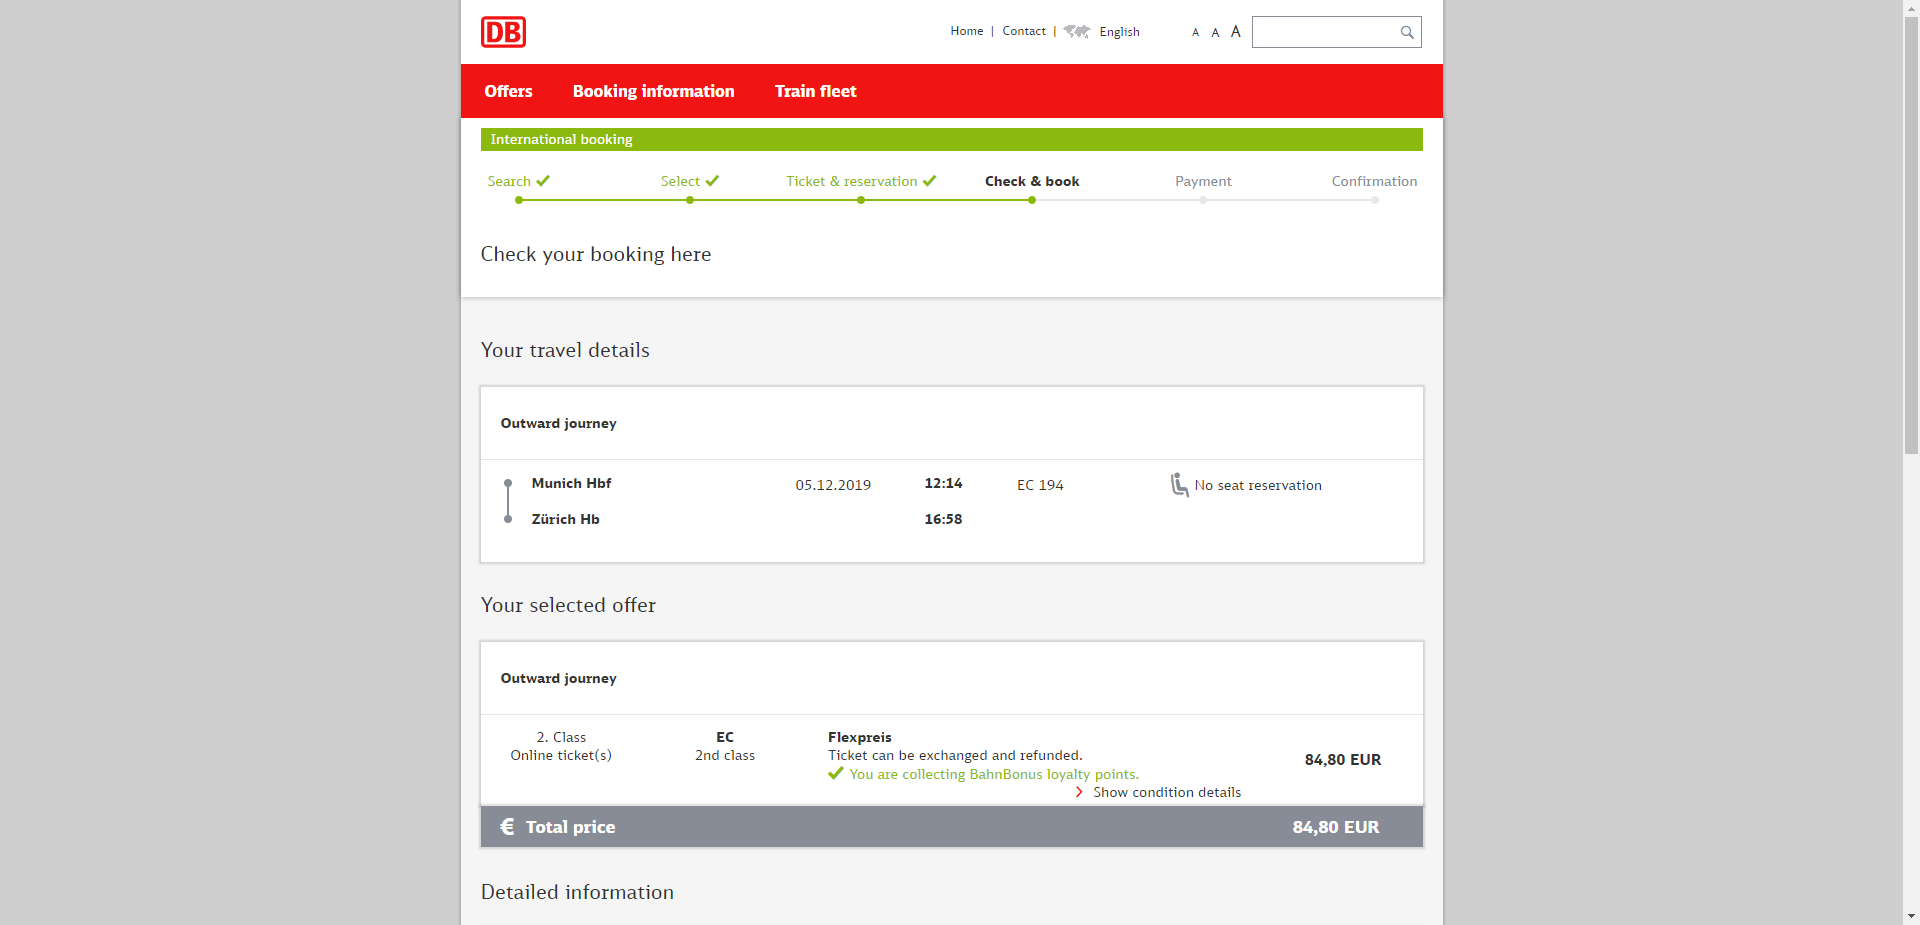 DB
Home | Contact | English A A A
Offers Booking information Train fleet
International booking
Search Select Ticket & reservation Check & book Payment Confirmation
Check your booking here
Your travel details
Outward journey
Munich Hbf 05.12.2019 12:14 EC 194 No seat reservation
Zürich Hb 16:58
Your selected offer
Outward journey
2. Class EC Flexpreis
Online ticket(s) 2nd class Ticket can be exchanged and refunded. 84,80 EUR
You are collecting BahnBonus loyalty points.
Show condition details
€ Total price 84,80 EUR
Detailed information